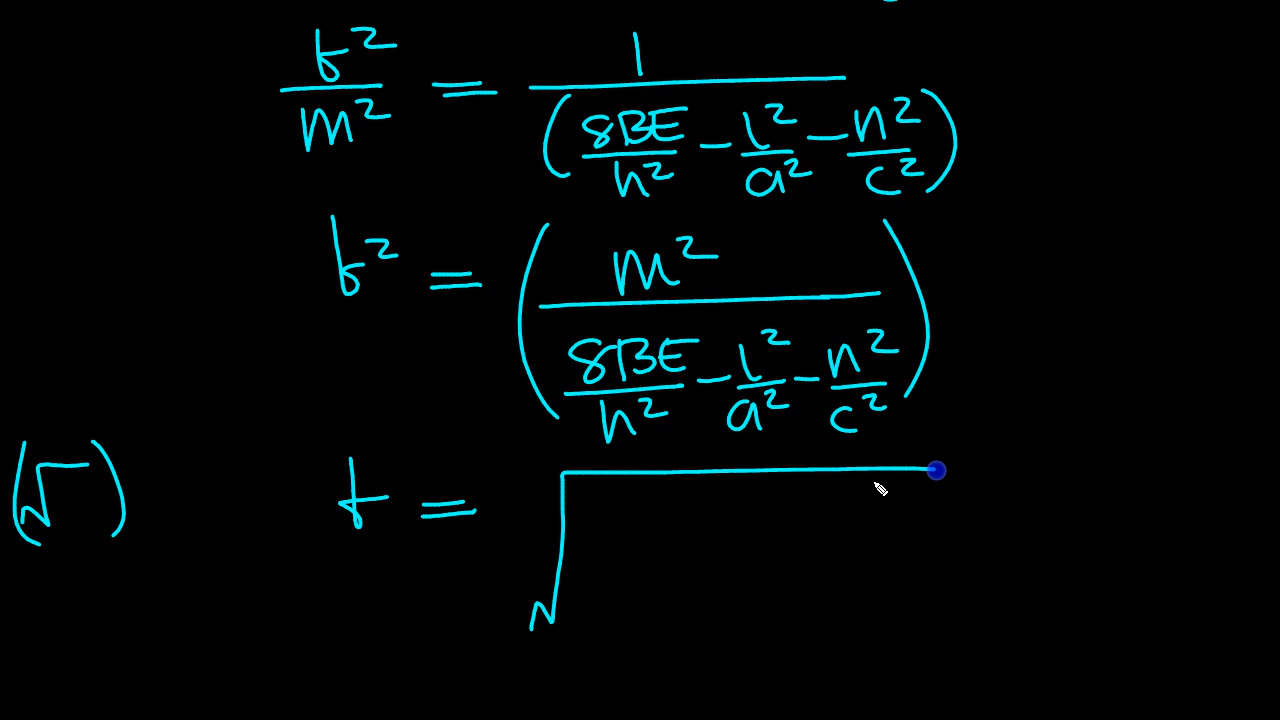 b²/m² = 1/(8BE/h² - l²/a² - n²/c²)
b² = (m²/(8BE/h² - l²/a² - n²/c²))
(√) b = √